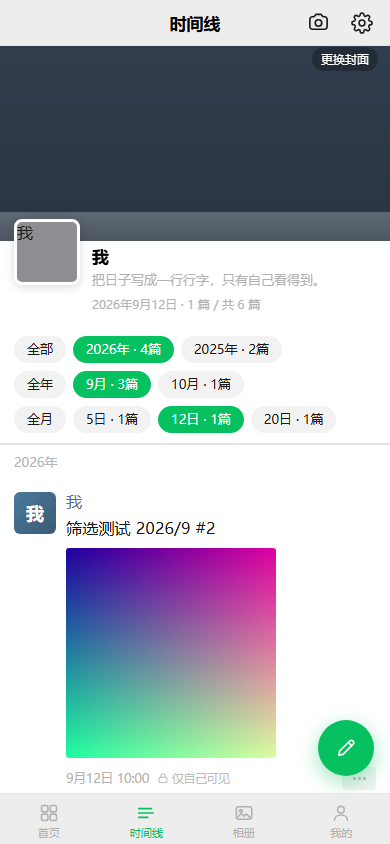 时间线
更换封面
我
我
把日子写成一行行字，只有自己看得到。
2026年9月12日 · 1 篇 / 共 6 篇
全部 2026年 · 4篇 2025年 · 2篇
全年 9月 · 3篇 10月 · 1篇
全月 5日 · 1篇 12日 · 1篇 20日 · 1篇
2026年
我 我
筛选测试 2026/9 #2
9月12日 10:00 仅自己可见
首页 时间线 相册 我的